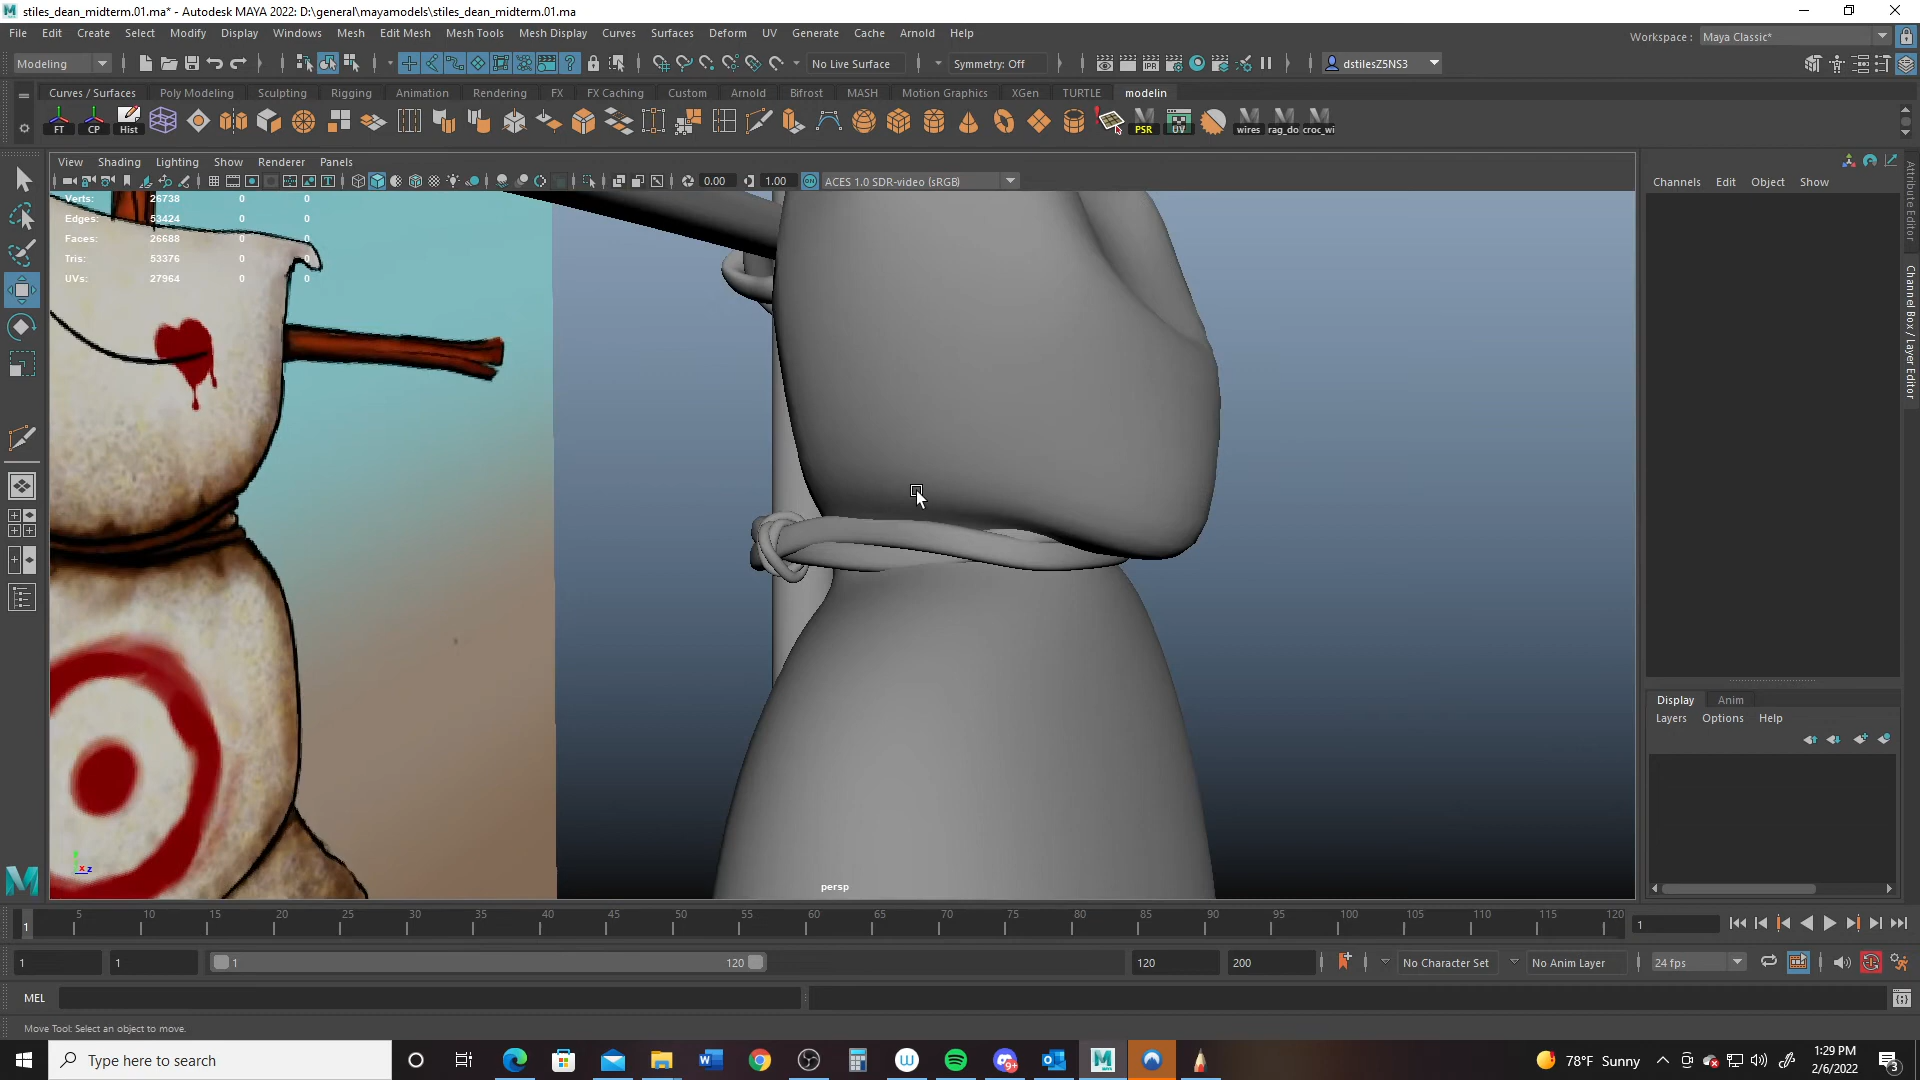 stiles_dean_midterm.01.ma* - Autodesk MAYA 2022: D:\general\mayamodels\stiles_dean_midterm.01.ma
File Edit Create Select Modify Display Windows Mesh Edit Mesh Mesh Tools Mesh Display Curves Surfaces Deform UV Generate Cache Arnold Help
Workspace : Maya Classic*
Modeling No Live Surface Symmetry: Off dstilesZ5NS3
Curves / Surfaces Poly Modeling Sculpting Rigging Animation Rendering FX FX Caching Custom Arnold Bifrost MASH Motion Graphics XGen TURTLE modelin
FT CP Hist PSR UV wires rag_do croc_wi
View Shading Lighting Show Renderer Panels
0.00 1.00 ON ACES 1.0 SDR-video (sRGB)
Channels Edit Object Show
Attribute Editor
Channel Box / Layer Editor
Verts: 26738 0 0
Edges: 53424 0 0
Faces: 26688 0 0
Tris: 53376 0 0
UVs: 27964 0 0
Display Anim
Layers Options Help
persp
5 10 15 20 25 30 35 40 45 50 55 60 65 70 75 80 85 90 95 100 105 110 115 120
1
1
1 1 1 120 120 200 No Character Set No Anim Layer 24 fps
MEL
Move Tool: Select an object to move.
Type here to search
78°F Sunny
1:29 PM
2/6/2022
3